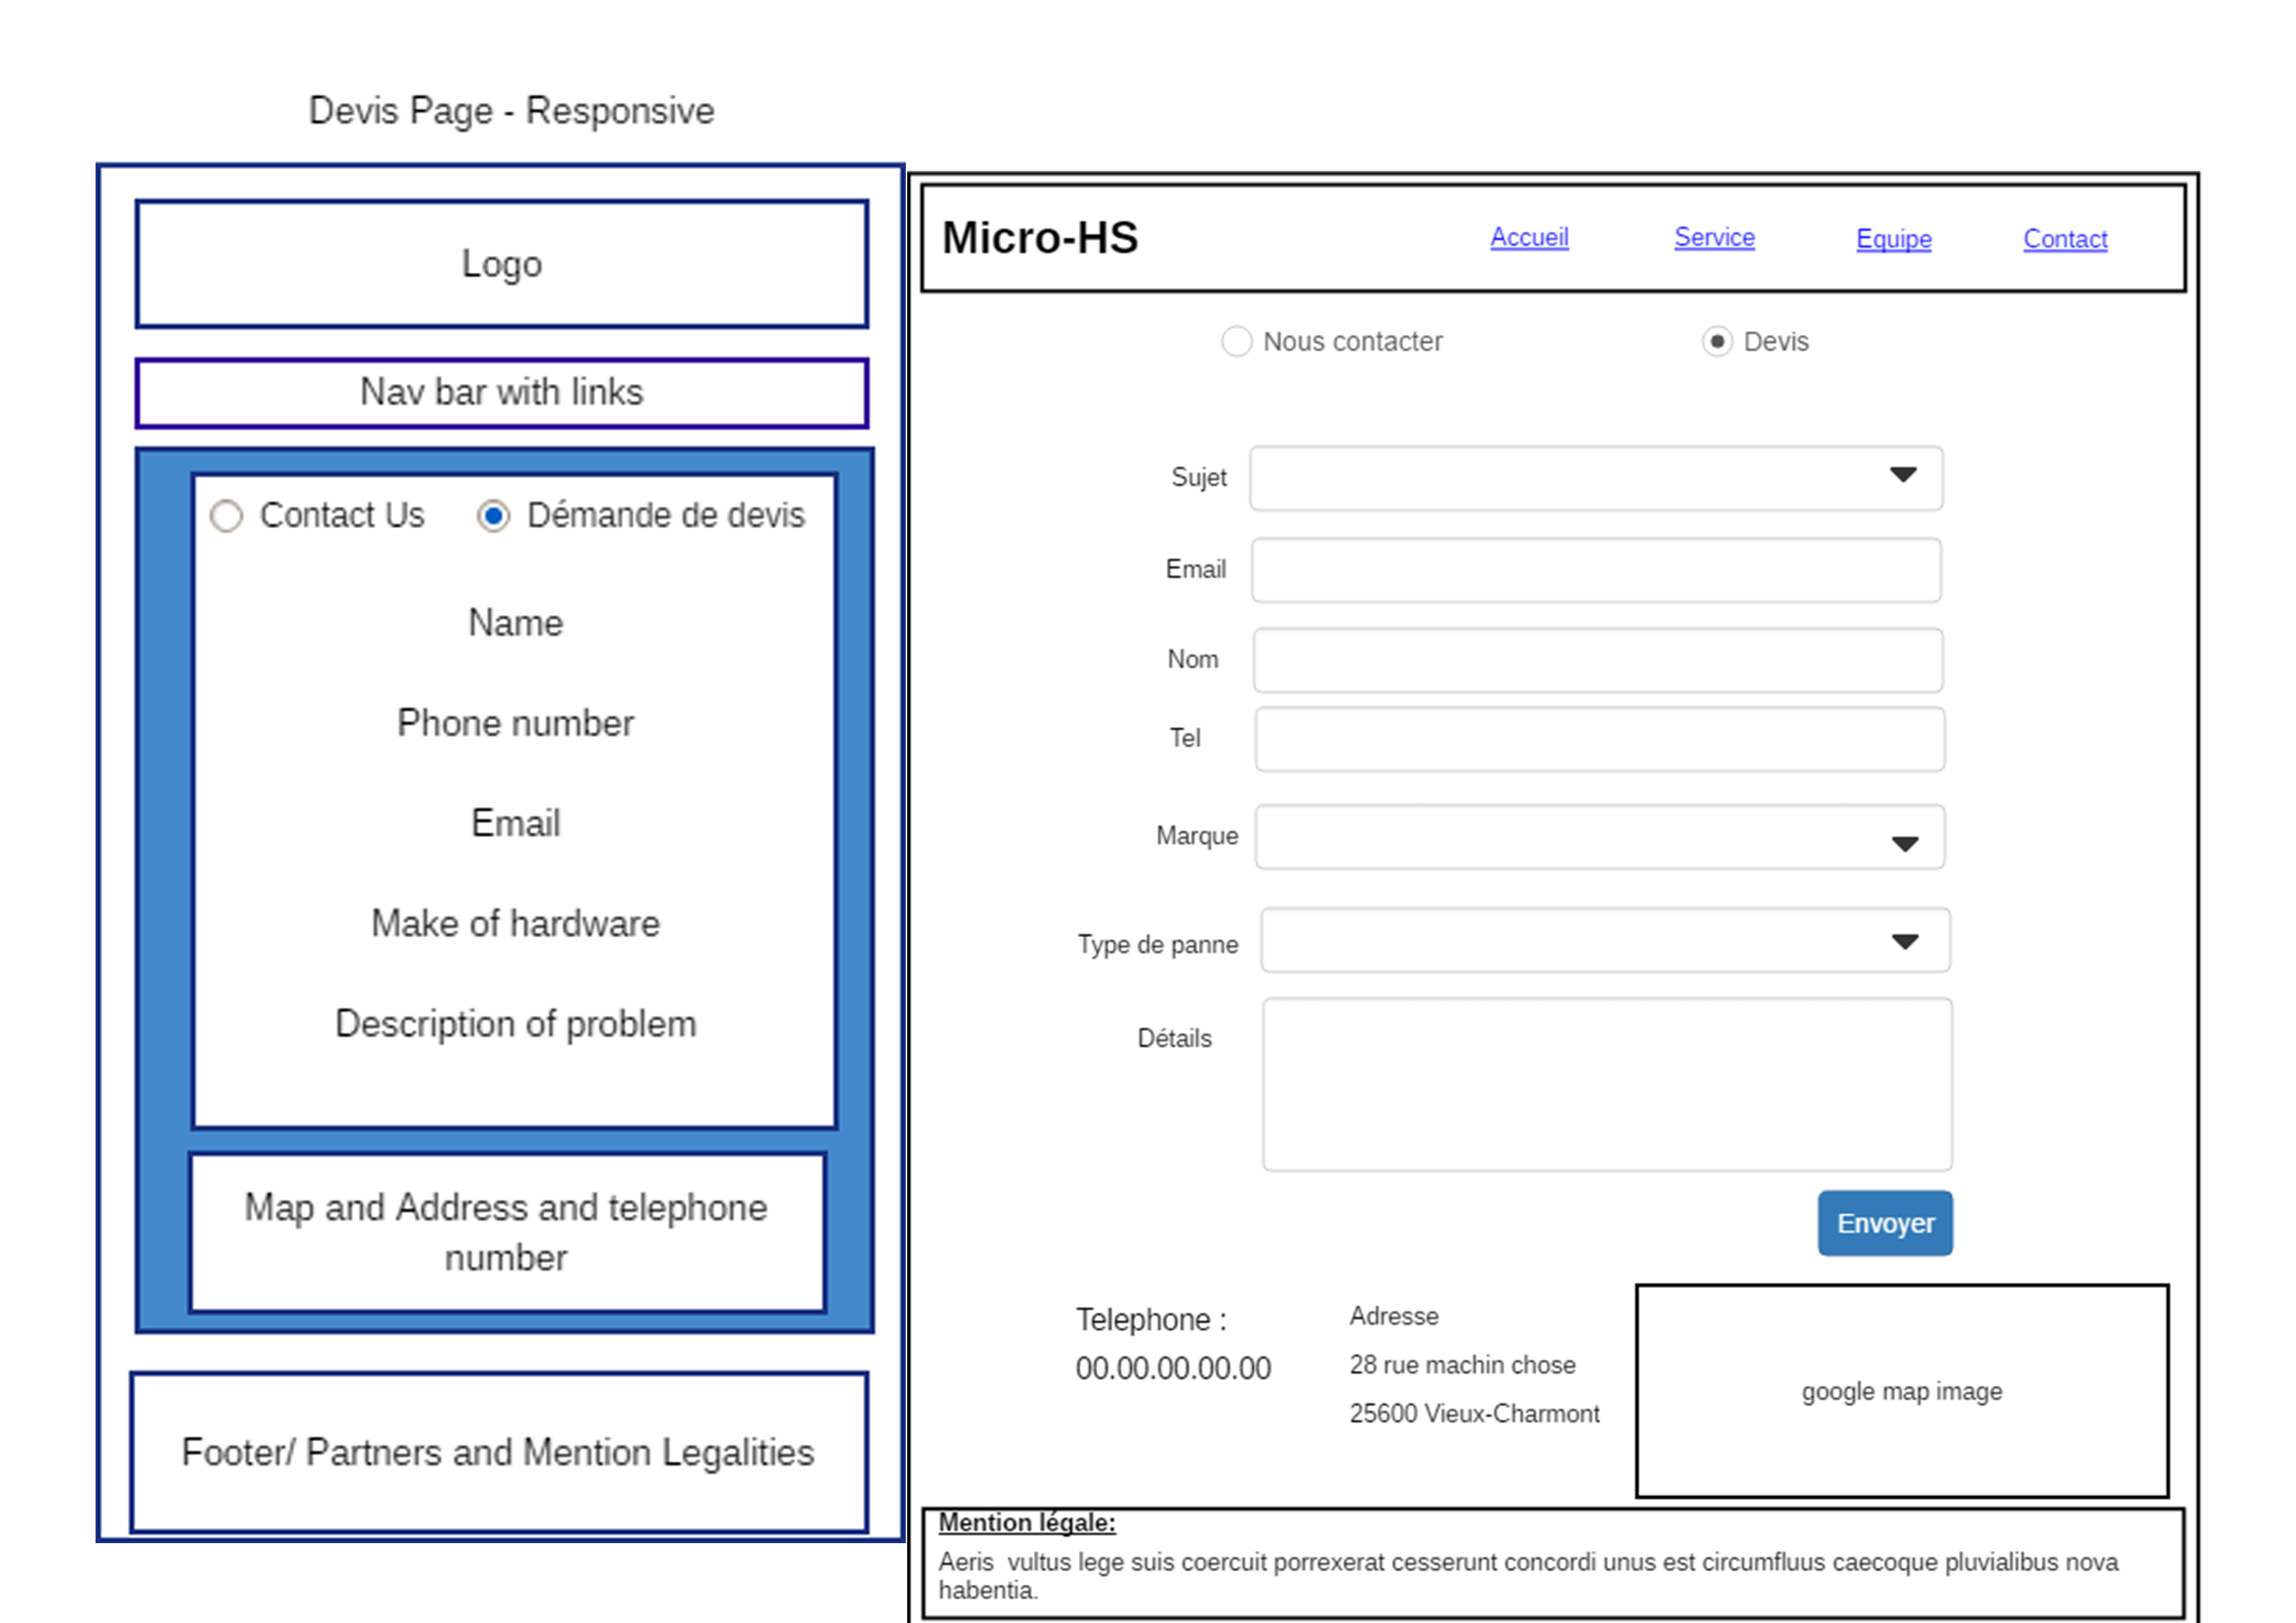 Devis Page - Responsive
Logo
Nav bar with links
Contact Us
Démande de devis
Name
Phone number
Email
Make of hardware
Description of problem
Map and Address and telephone
number
Footer/ Partners and Mention Legalities
Micro-HS
Accueil
Service
Equipe
Contact
Nous contacter
Devis
Sujet
Email
Nom
Tel
Marque
Type de panne
Détails
Envoyer
Telephone :
00.00.00.00.00
Adresse
28 rue machin chose
25600 Vieux-Charmont
google map image
Mention légale:
Aeris  vultus lege suis coercuit porrexerat cesserunt concordi unus est circumfluus caecoque pluvialibus nova
habentia.